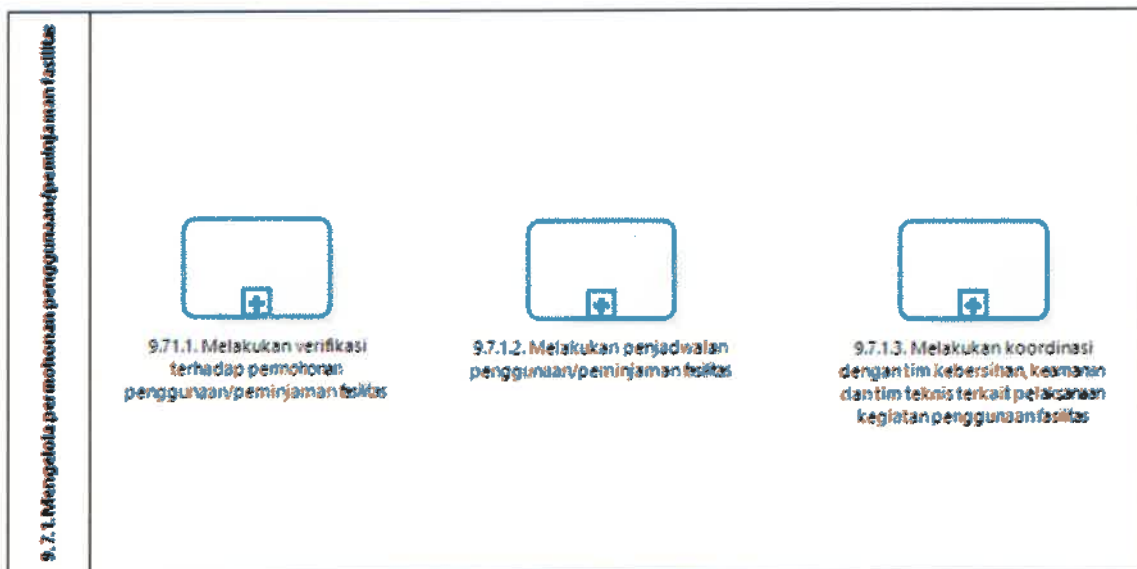 9.7.1. Mengelola permohonan penggunaan/peminjaman fasilitas
9.71.1. Melakukan verifikasi
terhadap permohonan
penggunaan/peminjaman fasilitas
9.7.1.2. Melakukan penjadwalan
penggunaan/peminjaman fasilitas
9.7.1.3. Melakukan koordinasi
dengan tim kebersihan, keamanan
dan tim teknis terkait pelaksanaan
kegiatan penggunaan fasilitas